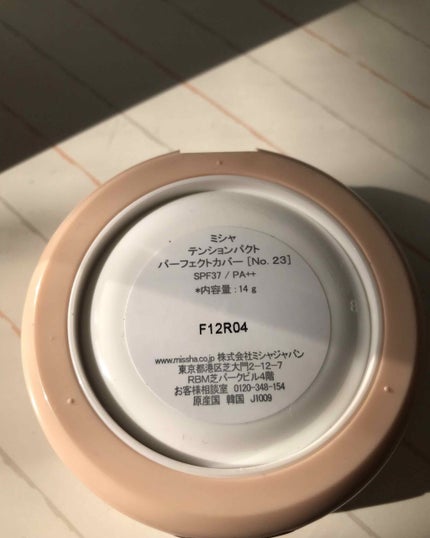 ミシャ
テンションパクト
パーフェクトカバー [No. 23]
SPF37 / PA++
*内容量 : 14 g
F12R04
www.missha.co.jp 株式会社ミシャジャパン
東京都港区芝大門2-12-7
RBM芝パークビル4階
お客様相談室 0120-348-154
原産国 韓国 J1009